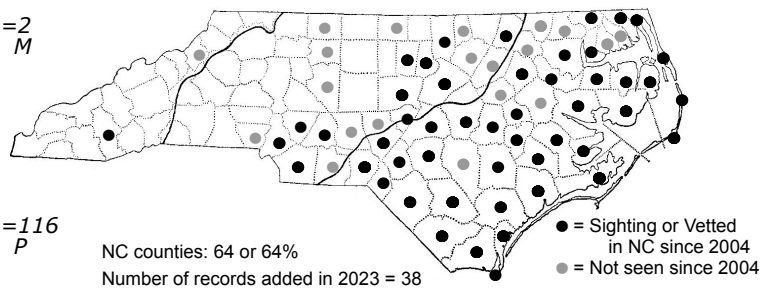 =2
M
=116
P
NC counties: 64 or 64%
Number of records added in 2023 = 38
= Sighting or Vetted
in NC since 2004
= Not seen since 2004